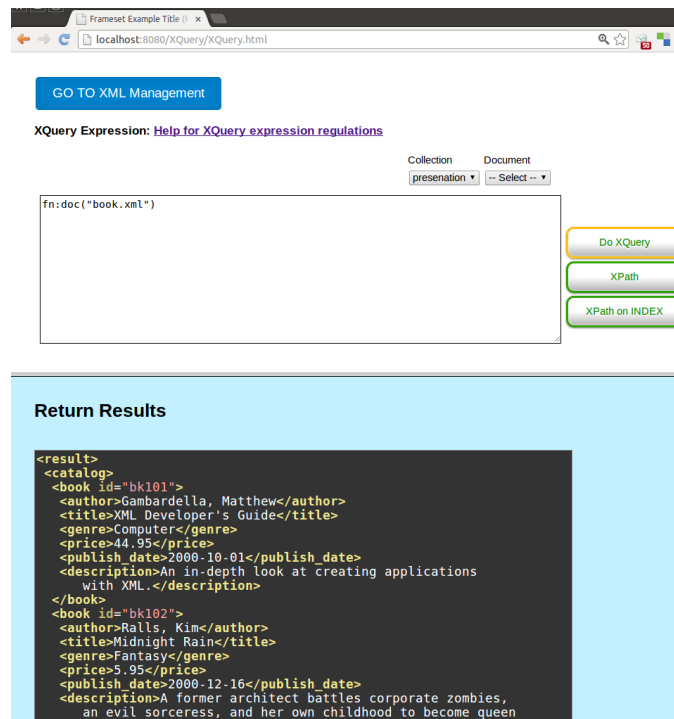 Frameset Example Title (
localhost:8080/XQuery/XQuery.html
50
GO TO XML Management
XQuery Expression: Help for XQuery expression regulations
Collection Document
presenation -- Select --
fn:doc("book.xml")
Do XQuery
XPath
XPath on INDEX
Return Results
<result>
<catalog>
<book id="bk101">
<author>Gambardella, Matthew</author>
<title>XML Developer's Guide</title>
<genre>Computer</genre>
<price>44.95</price>
<publish_date>2000-10-01</publish_date>
<description>An in-depth look at creating applications
with XML.</description>
</book>
<book id="bk102">
<author>Ralls, Kim</author>
<title>Midnight Rain</title>
<genre>Fantasy</genre>
<price>5.95</price>
<publish_date>2000-12-16</publish_date>
<description>A former architect battles corporate zombies,
an evil sorceress, and her own childhood to become queen